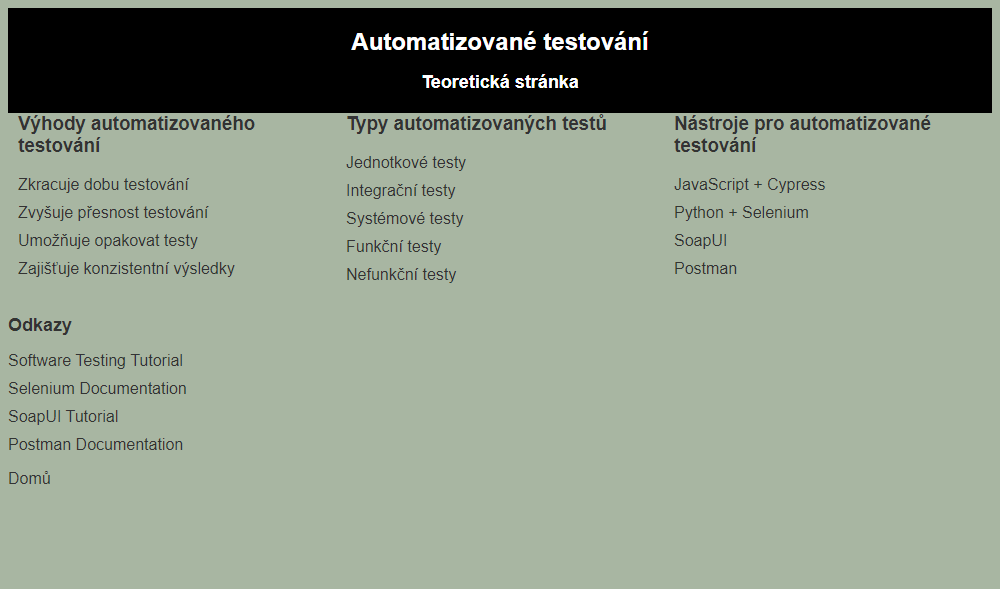 Automatizované testování
Teoretická stránka
Výhody automatizovaného
testování
Zkracuje dobu testování
Zvyšuje přesnost testování
Umožňuje opakovat testy
Zajišťuje konzistentní výsledky
Typy automatizovaných testů
Jednotkové testy
Integrační testy
Systémové testy
Funkční testy
Nefunkční testy
Nástroje pro automatizované
testování
JavaScript + Cypress
Python + Selenium
SoapUI
Postman
Odkazy
Software Testing Tutorial
Selenium Documentation
SoapUI Tutorial
Postman Documentation
Domů